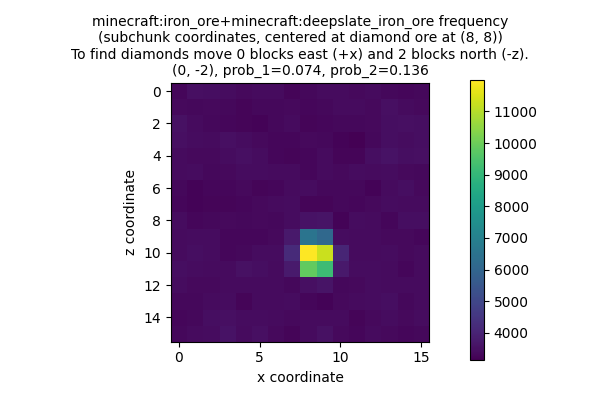 minecraft:iron_ore+minecraft:deepslate_iron_ore frequency
(subchunk coordinates, centered at diamond ore at (8, 8))
To find diamonds move 0 blocks east (+x) and 2 blocks north (-z).
(0, -2), prob_1=0.074, prob_2=0.136
0
2
4
6
8
10
12
14
z coordinate
0 5 10 15
x coordinate
11000
10000
9000
8000
7000
6000
5000
4000